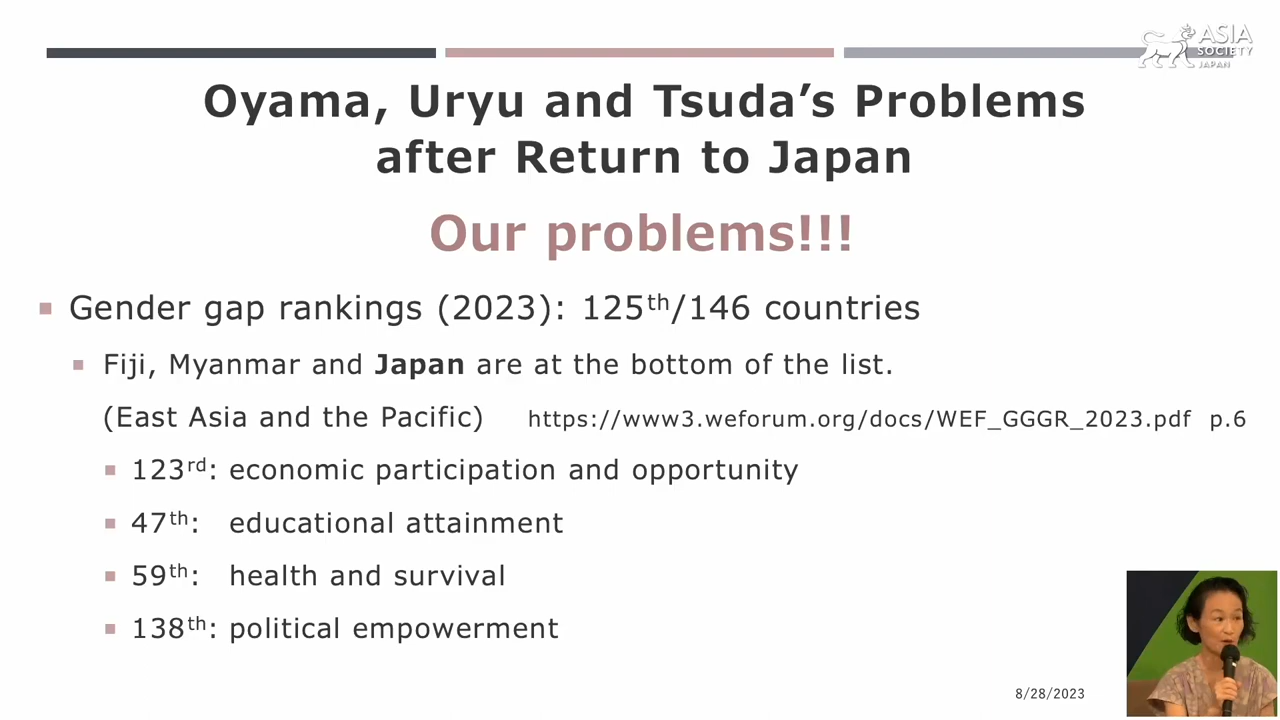 ASIA
SOCIETY
JAPAN
Oyama, Uryu and Tsuda’s Problems
after Return to Japan
Our problems!!!
Gender gap rankings (2023): 125th/146 countries
Fiji, Myanmar and Japan are at the bottom of the list.
(East Asia and the Pacific) https://www3.weforum.org/docs/WEF_GGGR_2023.pdf p.6
123rd: economic participation and opportunity
47th: educational attainment
59th: health and survival
138th: political empowerment
8/28/2023